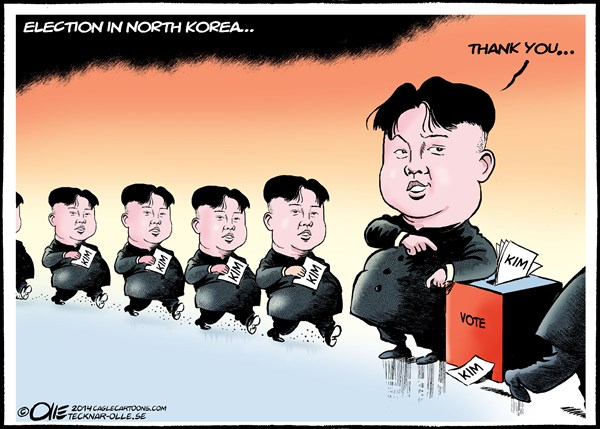 ELECTION IN NORTH KOREA...
THANK YOU...
KIM
KIM
KIM
KIM
KIM
VOTE
KIM
© OLLE 2014 CAGLECARTOONS.COM
TECKNAR-OLLE.SE